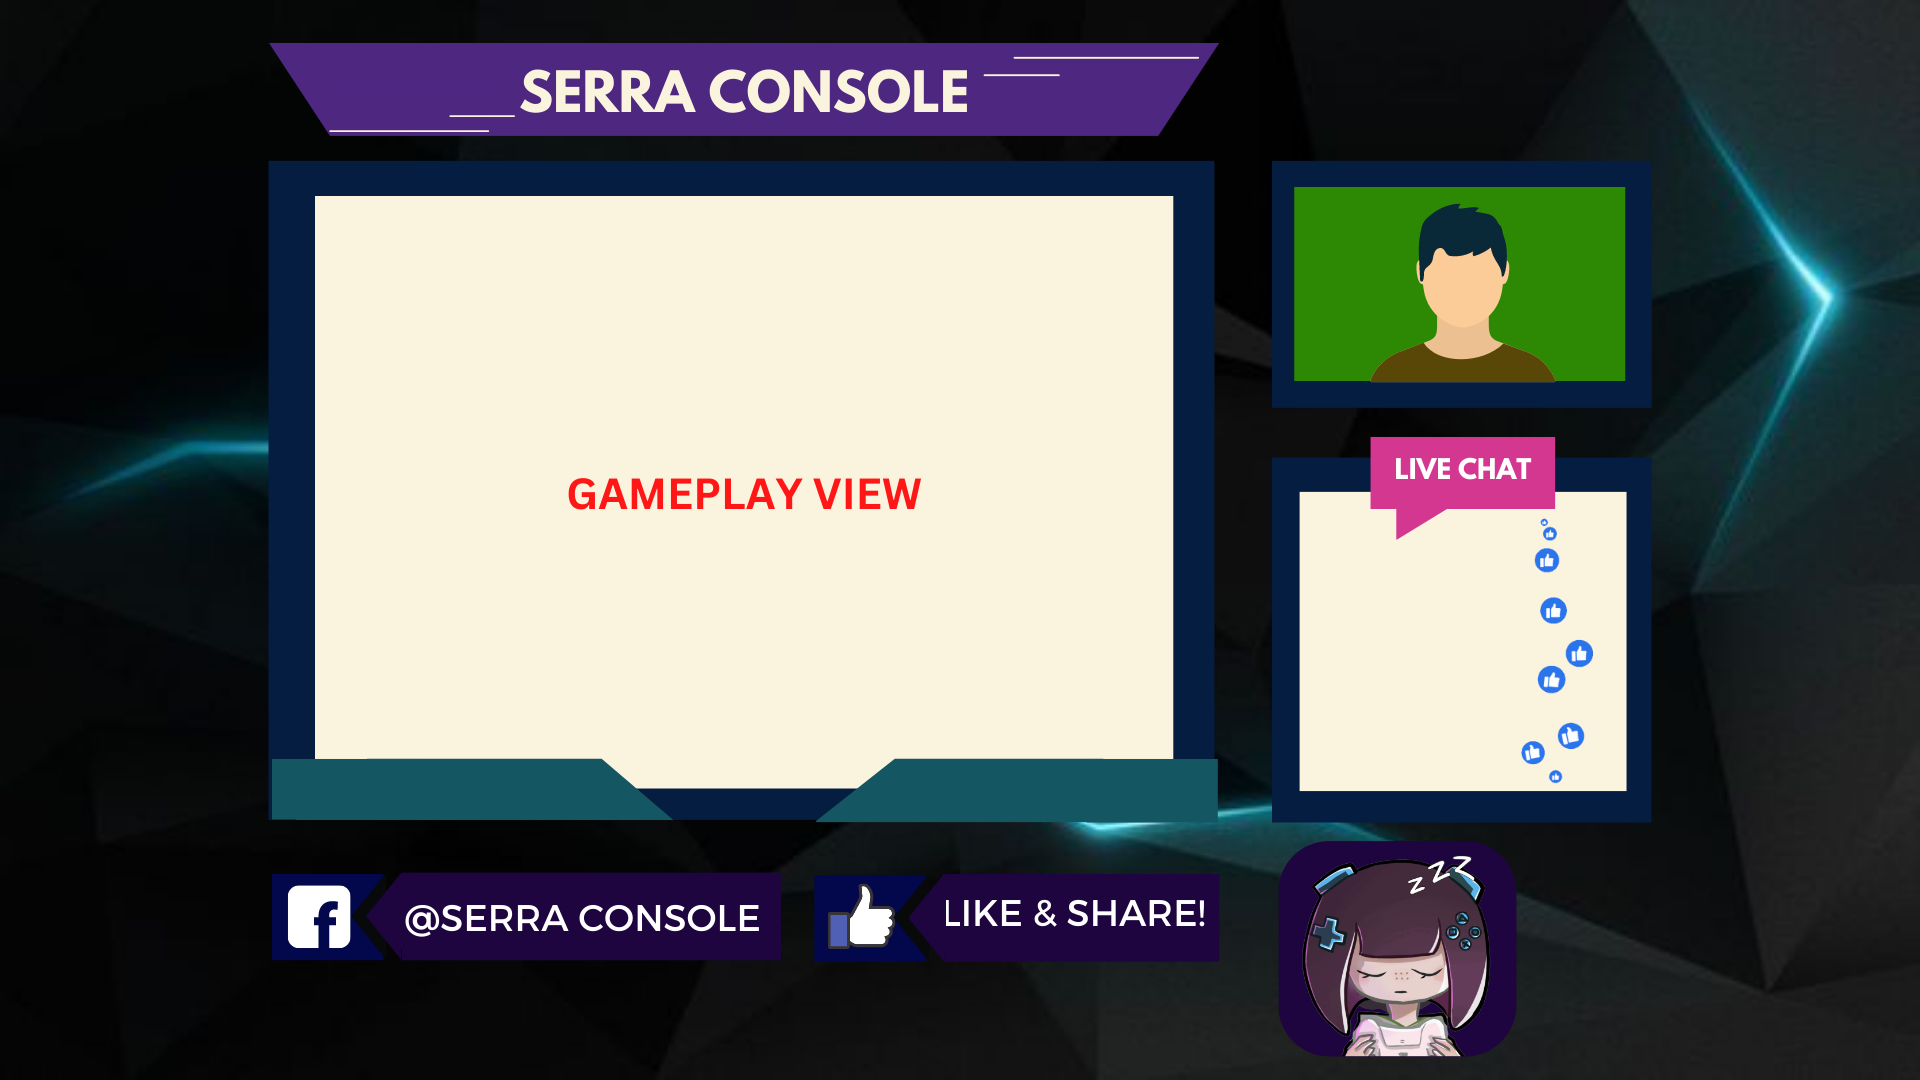 SERRA CONSOLE
GAMEPLAY VIEW
LIVE CHAT
@SERRA CONSOLE
LIKE & SHARE!
z z z